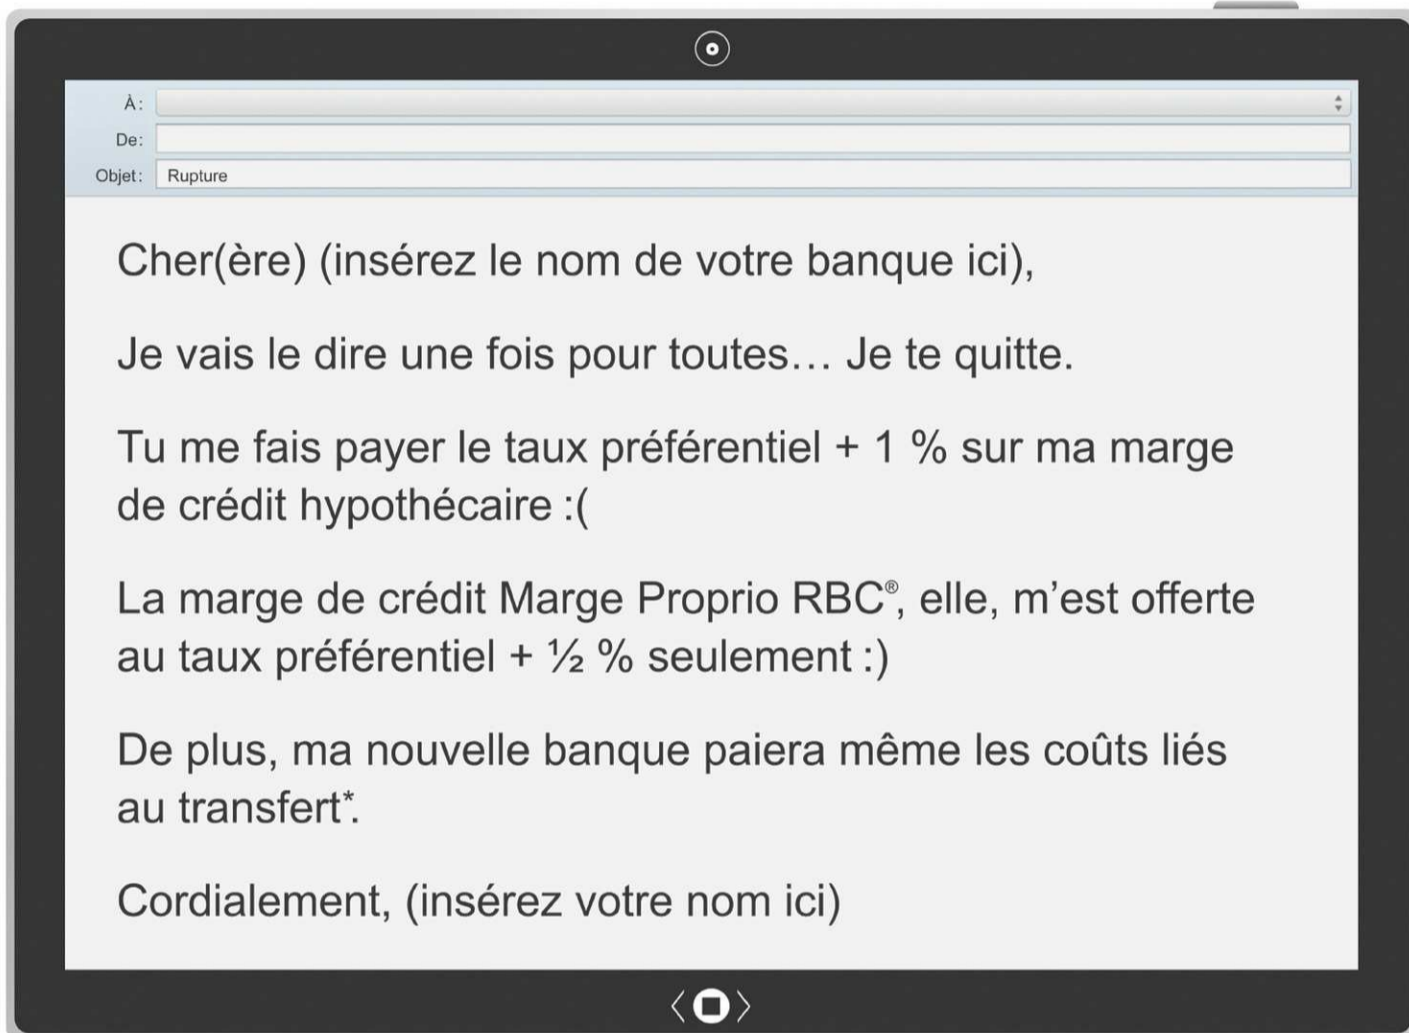 À :
De :
Objet : Rupture
Cher(ère) (insérez le nom de votre banque ici),
Je vais le dire une fois pour toutes… Je te quitte.
Tu me fais payer le taux préférentiel + 1 % sur ma marge
de crédit hypothécaire :(
La marge de crédit Marge Proprio RBC®, elle, m’est offerte
au taux préférentiel + ½ % seulement :)
De plus, ma nouvelle banque paiera même les coûts liés
au transfert*.
Cordialement, (insérez votre nom ici)